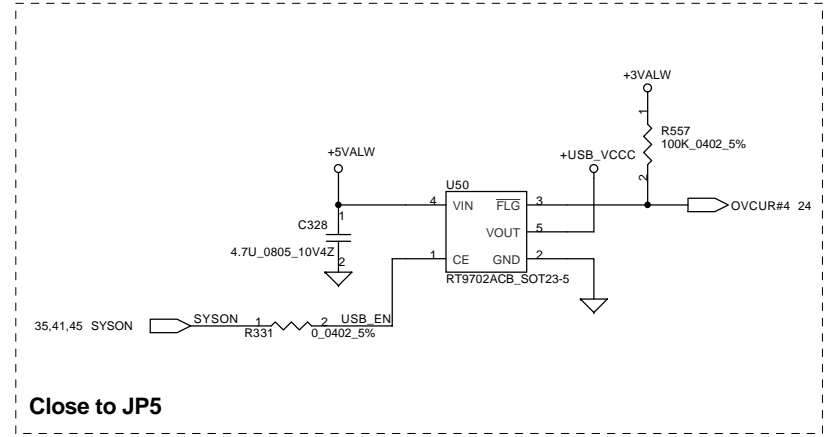 +3VALW
1
R557
100K_0402_5%
2
+5VALW
+USB_VCCC
U50
4 VIN FLG 3
OVCUR#4 24
VOUT 5
1 CE GND 2
RT9702ACB_SOT23-5
C328
1
4.7U_0805_10V4Z
2
35,41,45 SYSON
SYSON 1 2 USB_EN
R331 0_0402_5%
Close to JP5